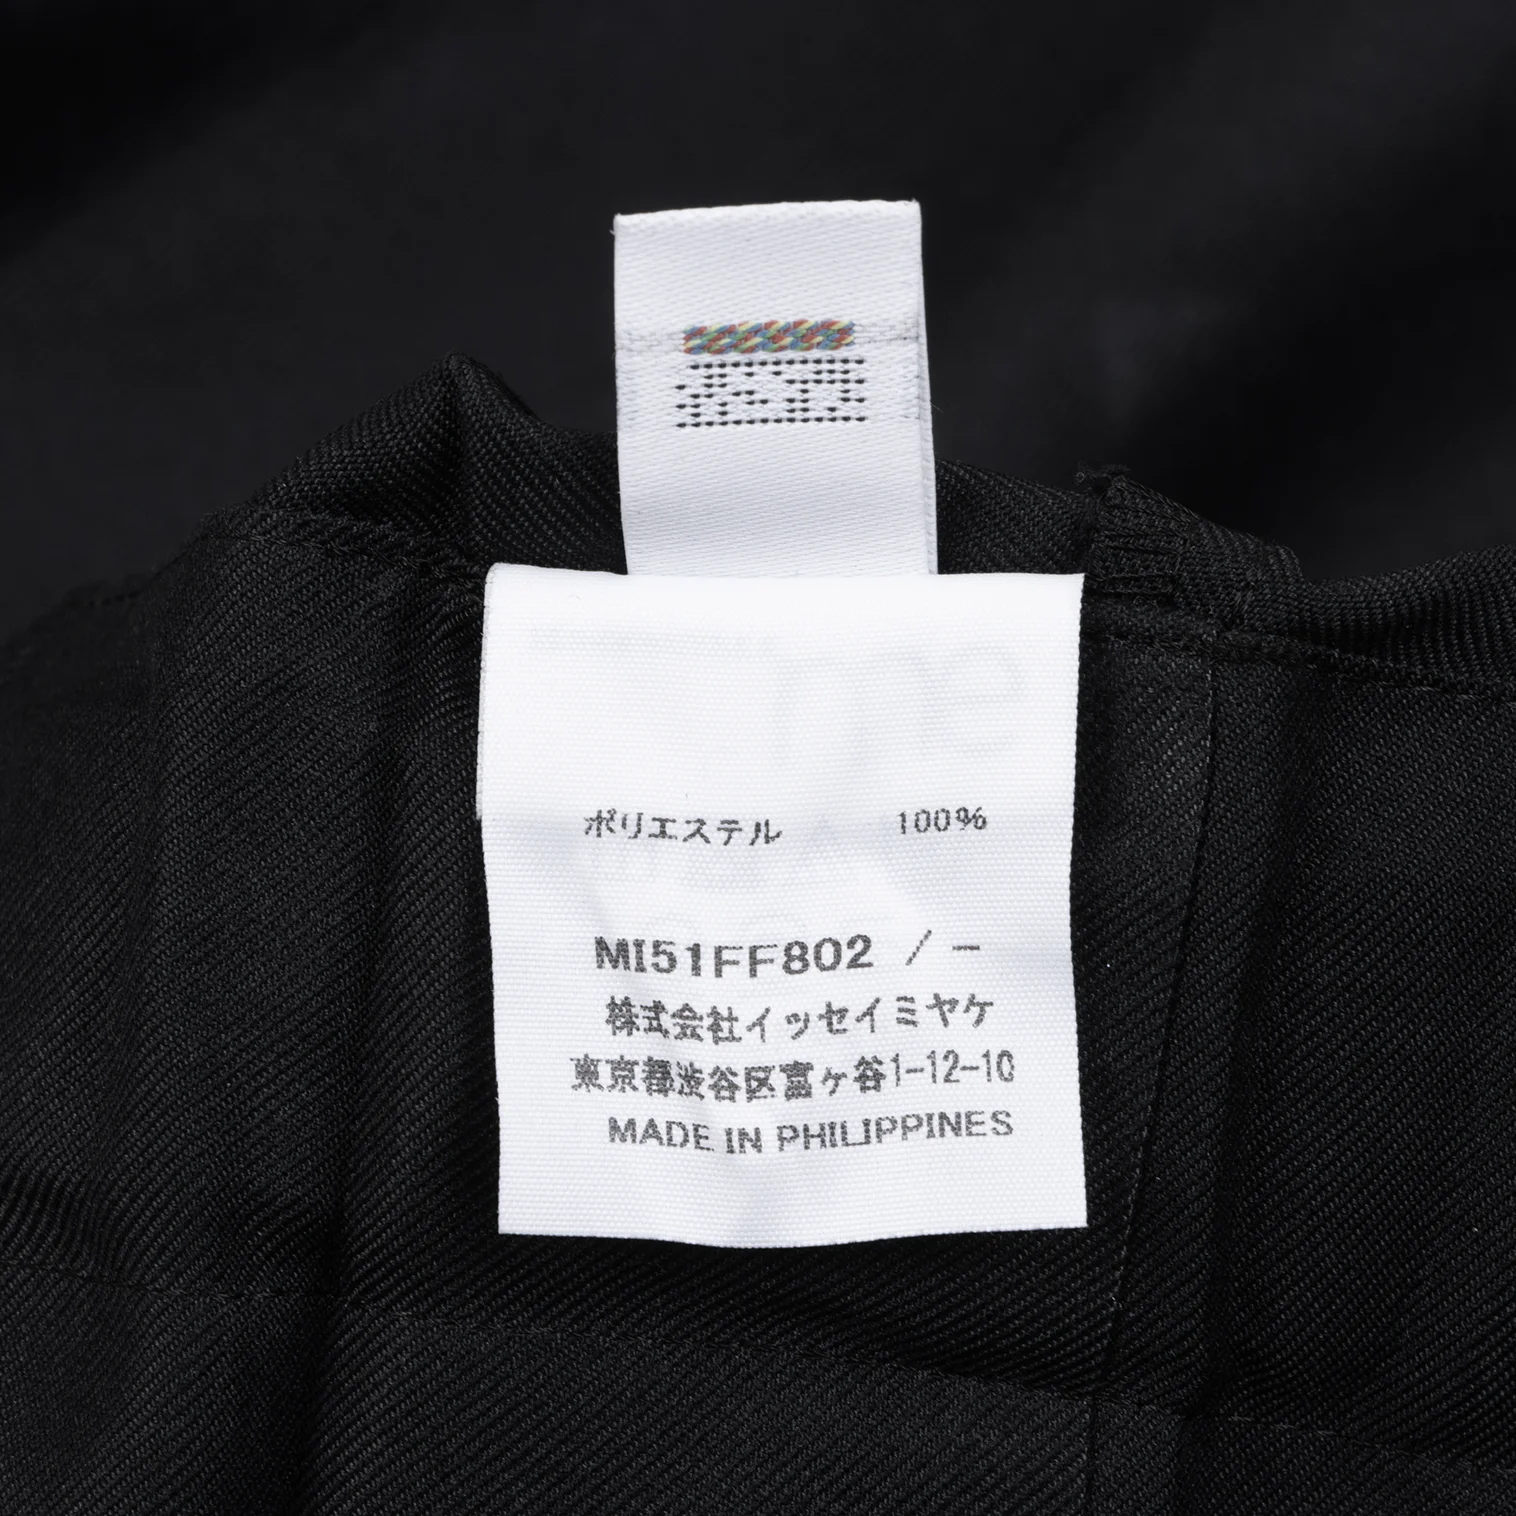 ポリエステル 100%
MI51FF802 / -
株式会社イッセイミヤケ
東京都渋谷区富ヶ谷1-12-10
MADE IN PHILIPPINES